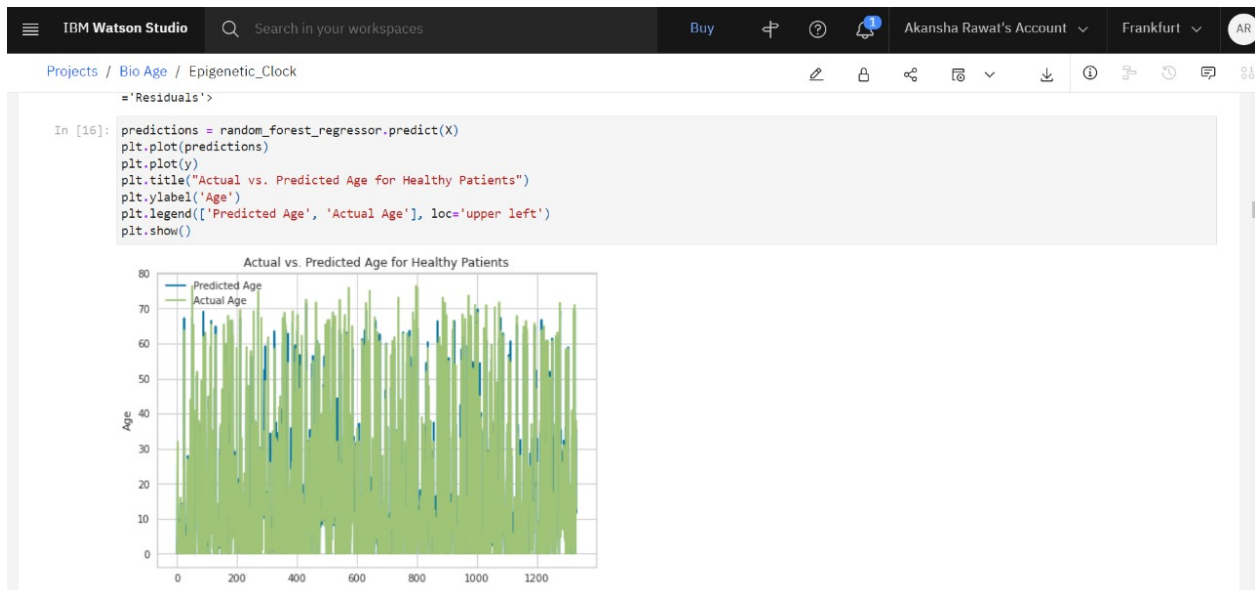 IBM Watson Studio Search in your workspaces Buy 1 Akansha Rawat's Account Frankfurt AR
Projects / Bio Age / Epigenetic_Clock
='Residuals'>
In [16]: predictions = random_forest_regressor.predict(X)
plt.plot(predictions)
plt.plot(y)
plt.title("Actual vs. Predicted Age for Healthy Patients")
plt.ylabel('Age')
plt.legend(['Predicted Age', 'Actual Age'], loc='upper left')
plt.show()
Actual vs. Predicted Age for Healthy Patients
80
Predicted Age
Actual Age
70
60
50
40
Age
30
20
10
0
0 200 400 600 800 1000 1200